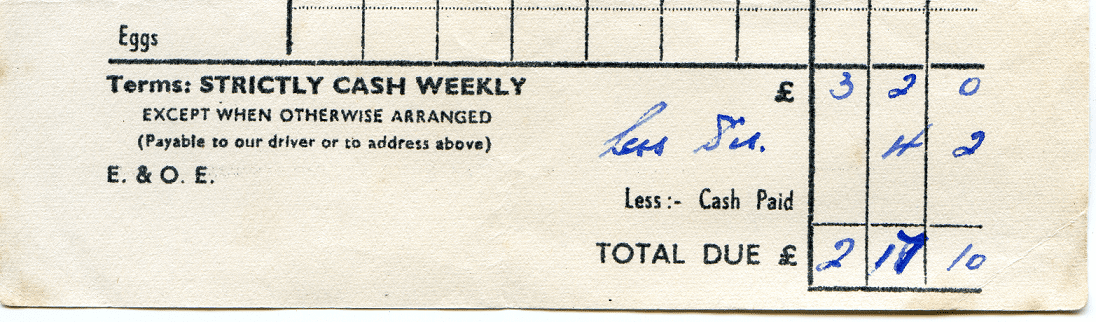 Eggs
Terms: STRICTLY CASH WEEKLY £ 3 2 0
EXCEPT WHEN OTHERWISE ARRANGED
(Payable to our driver or to address above) Less Dis. 4 2
E. & O. E.
Less:- Cash Paid
TOTAL DUE £ 2 17 10